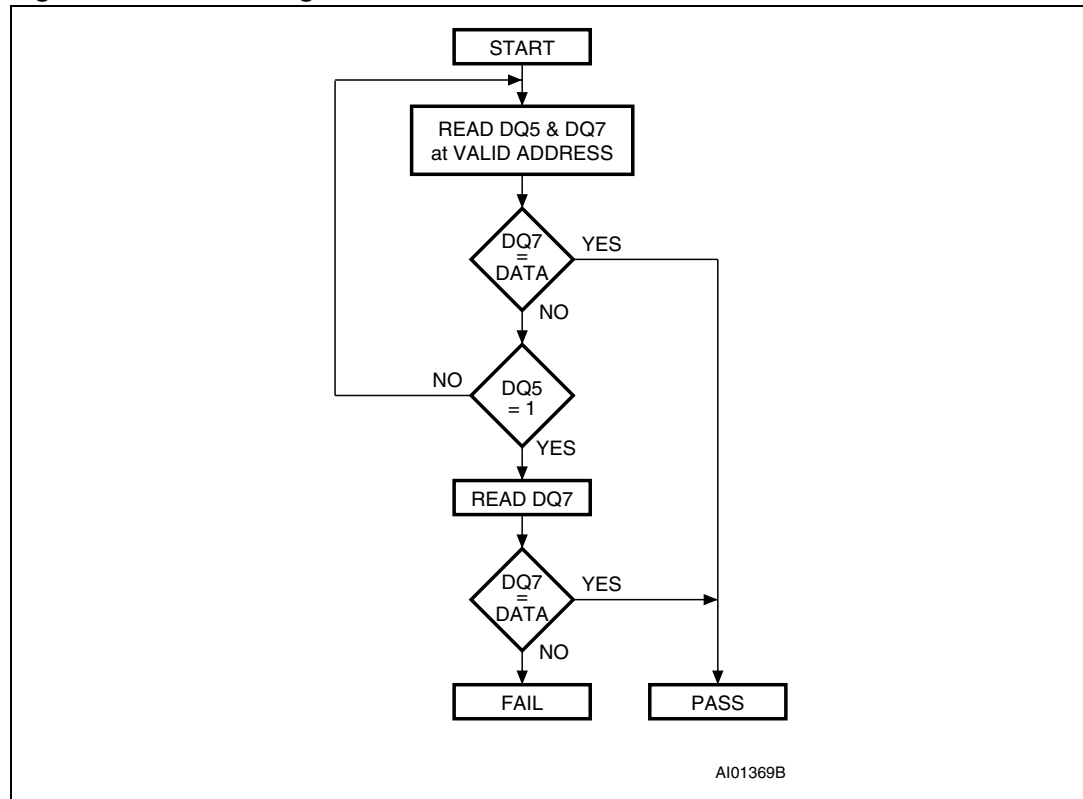 START
READ DQ5 & DQ7
at VALID ADDRESS
DQ7
=
DATA
YES
NO
DQ5
= 1
NO
YES
READ DQ7
DQ7
=
DATA
YES
NO
FAIL
PASS
AI01369B